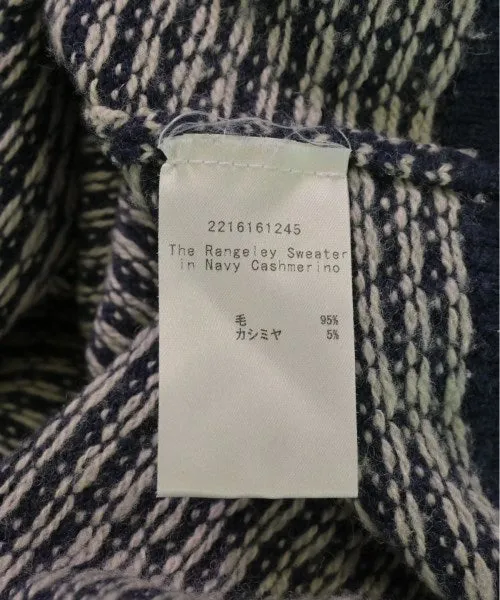 2216161245
The Rangeley Sweater
in Navy Cashmerino
毛 95%
カシミヤ 5%